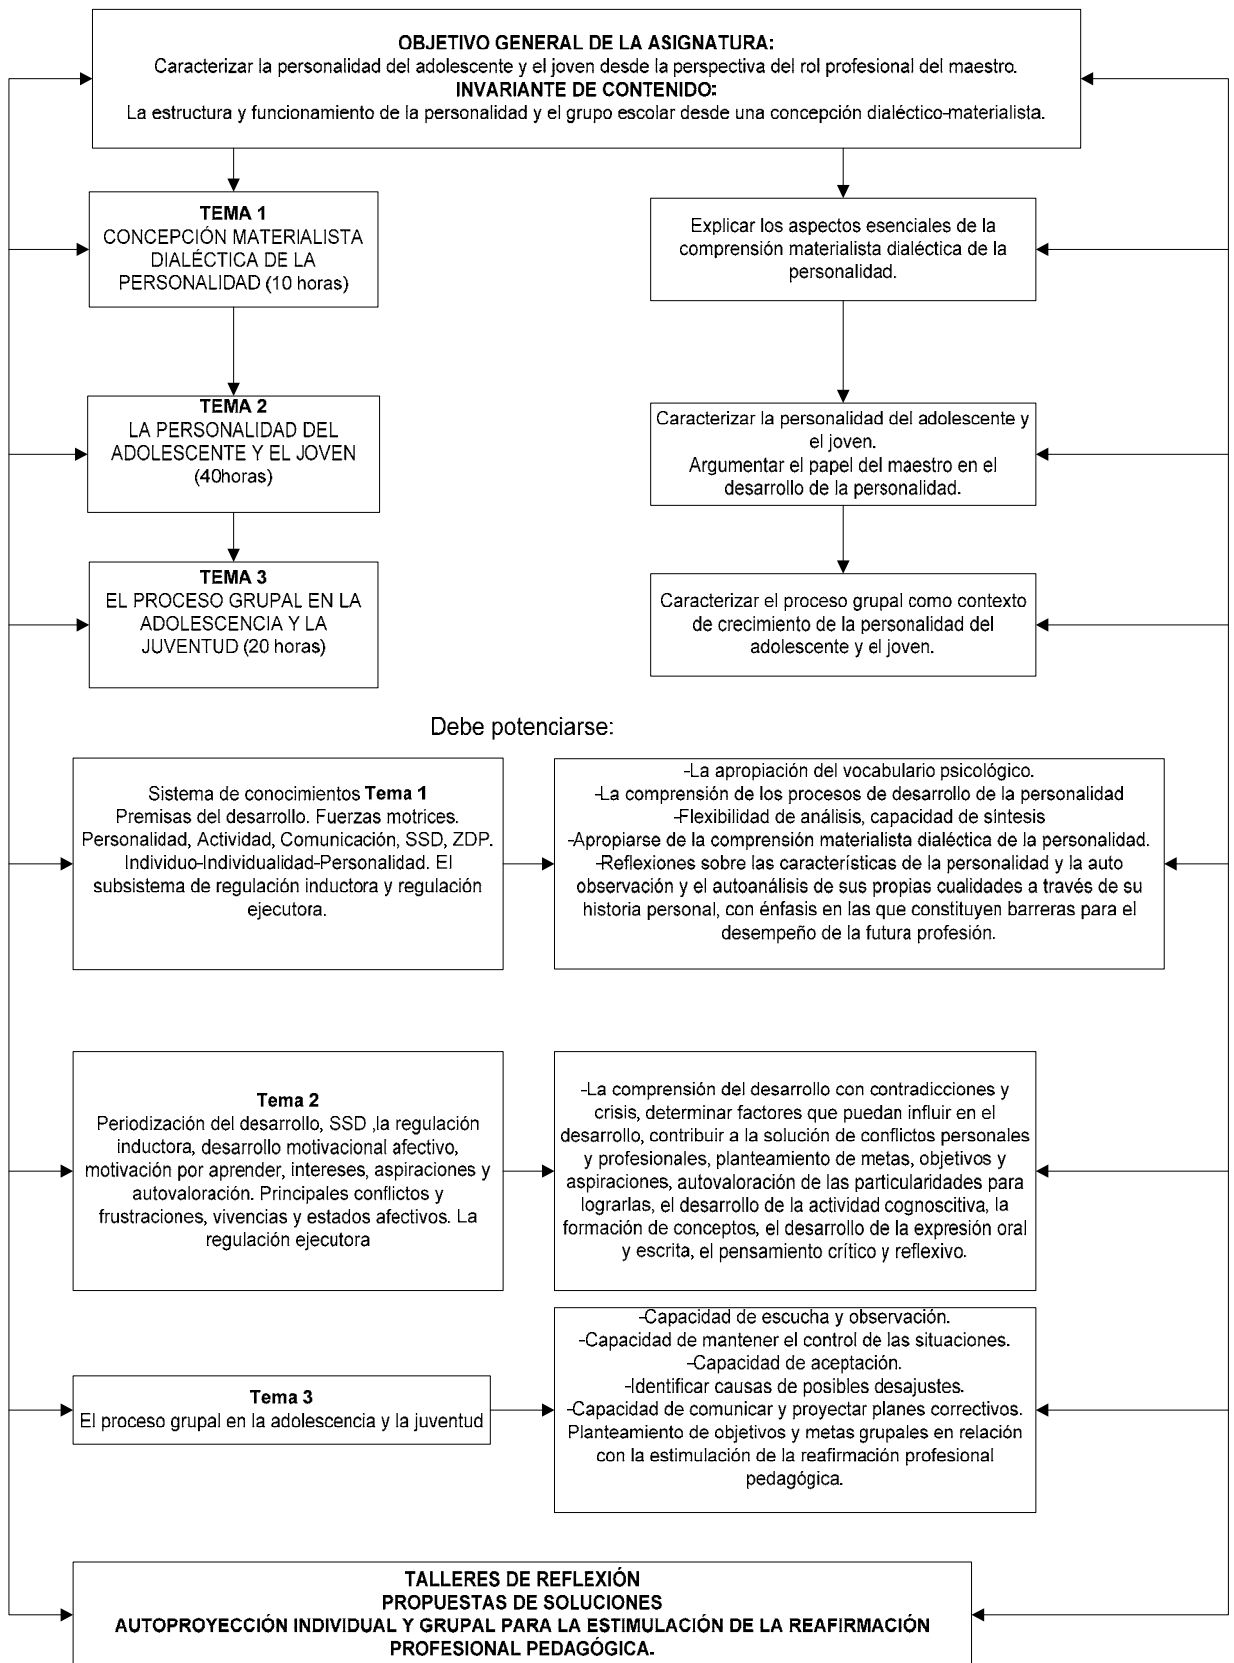 OBJETIVO GENERAL DE LA ASIGNATURA:
Caracterizar la personalidad del adolescente y el joven desde la perspectiva del rol profesional del maestro.
INVARIANTE DE CONTENIDO:
La estructura y funcionamiento de la personalidad y el grupo escolar desde una concepción dialéctico-materialista.
TEMA 1
CONCEPCIÓN MATERIALISTA
DIALÉCTICA DE LA
PERSONALIDAD (10 horas)
Explicar los aspectos esenciales de la
comprensión materialista dialéctica de la
personalidad.
TEMA 2
LA PERSONALIDAD DEL
ADOLESCENTE Y EL JOVEN
(40horas)
Caracterizar la personalidad del adolescente y
el joven.
Argumentar el papel del maestro en el
desarrollo de la personalidad.
TEMA 3
EL PROCESO GRUPAL EN LA
ADOLESCENCIA Y LA
JUVENTUD (20 horas)
Caracterizar el proceso grupal como contexto
de crecimiento de la personalidad del
adolescente y el joven.
Debe potenciarse:
Sistema de conocimientos Tema 1
Premisas del desarrollo. Fuerzas motrices.
Personalidad, Actividad, Comunicación, SSD, ZDP.
Individuo-Individualidad-Personalidad. El
subsistema de regulación inductora y regulación
ejecutora.
-La apropiación del vocabulario psicológico.
-La comprensión de los procesos de desarrollo de la personalidad
-Flexibilidad de análisis, capacidad de síntesis
-Apropiarse de la comprensión materialista dialéctica de la personalidad.
-Reflexiones sobre las características de la personalidad y la auto
observación y el autoanálisis de sus propias cualidades a través de su
historia personal, con énfasis en las que constituyen barreras para el
desempeño de la futura profesión.
Tema 2
Periodización del desarrollo, SSD ,la regulación
inductora, desarrollo motivacional afectivo,
motivación por aprender, intereses, aspiraciones y
autovaloración. Principales conflictos y
frustraciones, vivencias y estados afectivos. La
regulación ejecutora
-La comprensión del desarrollo con contradicciones y
crisis, determinar factores que puedan influir en el
desarrollo, contribuir a la solución de conflictos personales
y profesionales, planteamiento de metas, objetivos y
aspiraciones, autovaloración de las particularidades para
lograrlas, el desarrollo de la actividad cognoscitiva, la
formación de conceptos, el desarrollo de la expresión oral
y escrita, el pensamiento crítico y reflexivo.
Tema 3
El proceso grupal en la adolescencia y la juventud
-Capacidad de escucha y observación.
-Capacidad de mantener el control de las situaciones.
-Capacidad de aceptación.
-Identificar causas de posibles desajustes.
-Capacidad de comunicar y proyectar planes correctivos.
Planteamiento de objetivos y metas grupales en relación
con la estimulación de la reafirmación profesional
pedagógica.
TALLERES DE REFLEXIÓN
PROPUESTAS DE SOLUCIONES
AUTOPROYECCIÓN INDIVIDUAL Y GRUPAL PARA LA ESTIMULACIÓN DE LA REAFIRMACIÓN
PROFESIONAL PEDAGÓGICA.